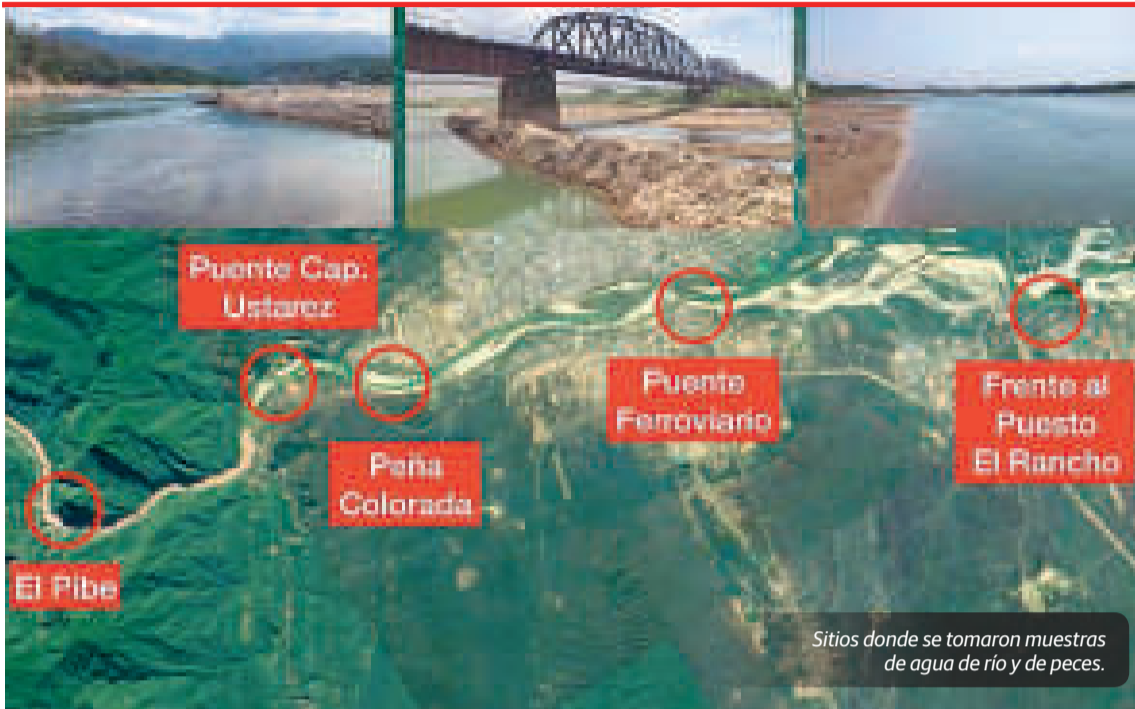 Puente Cap.
Ustarez
Peña
Colorada
Puente
Ferroviario
Frente al
Puesto
El Rancho
El Pibe
Sitios donde se tomaron muestras
de agua de río y de peces.